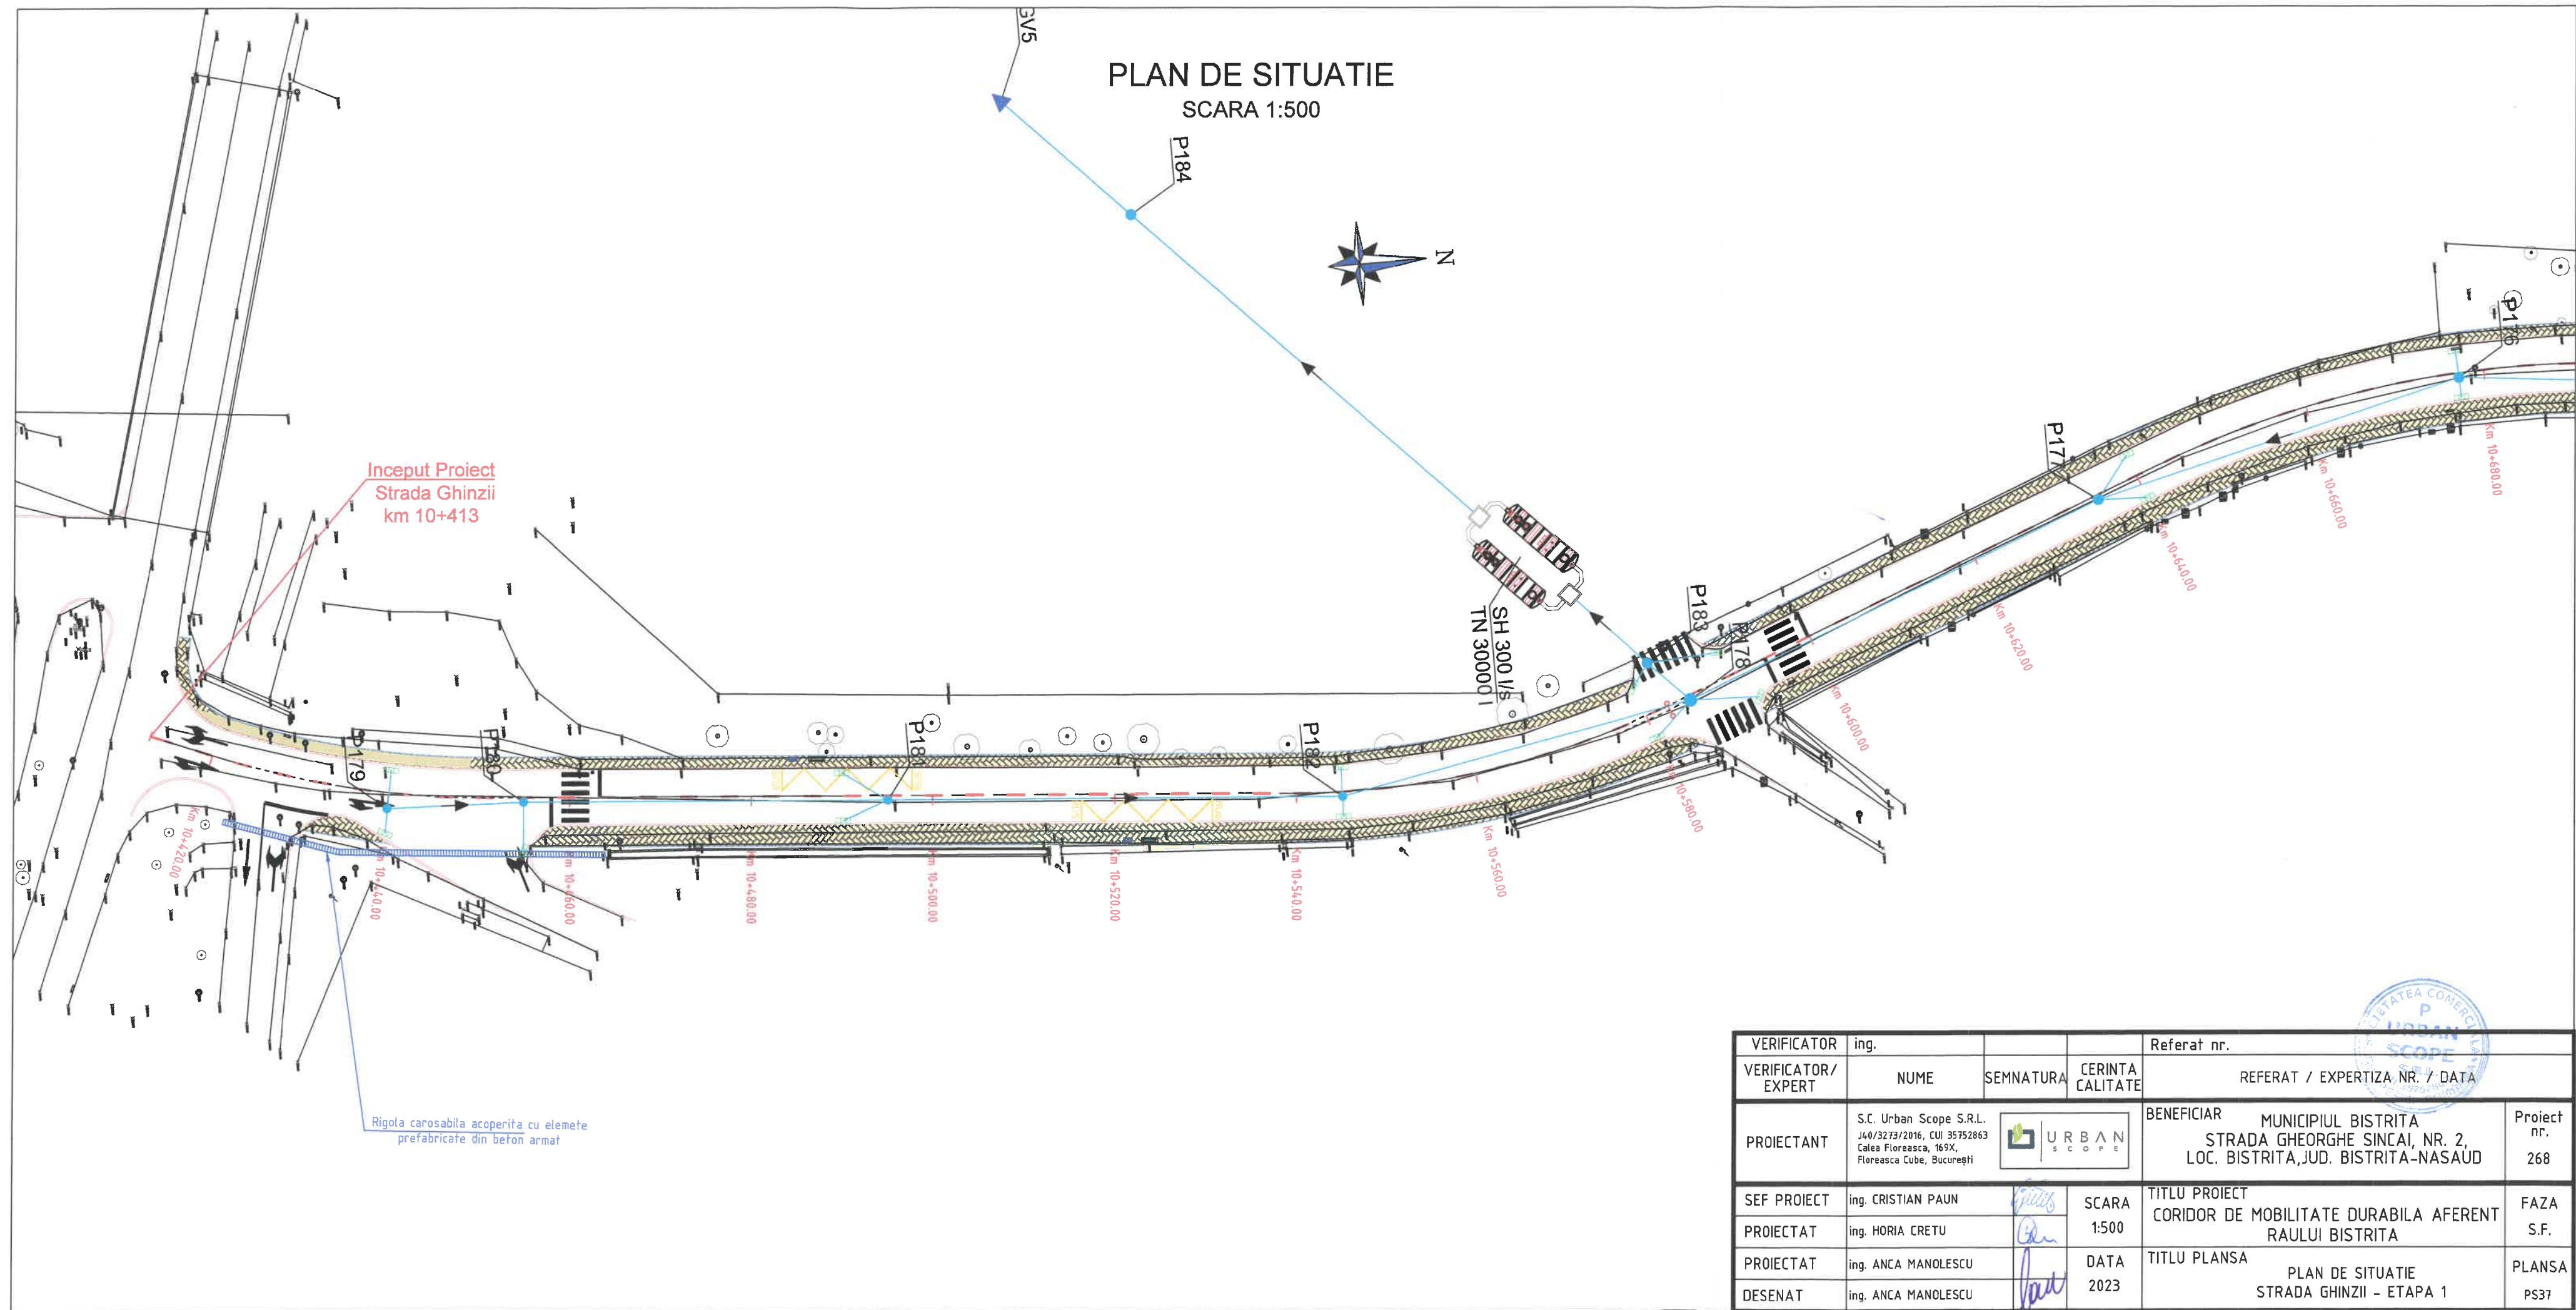 GV5
PLAN DE SITUATIE
SCARA 1:500
P184
N
P176
P177
Km 10+680.00
Km 10+660.00
Km 10+640.00
Km 10+620.00
Km 10+600.00
Inceput Proiect
Strada Ghinzii
km 10+413
SH 300 l/s
TN 30000 l
P183
P178
P179
P180
P181
P182
Km 10+420.00
Km 10+440.00
Km 10+460.00
Km 10+480.00
Km 10+500.00
Km 10+520.00
Km 10+540.00
Km 10+560.00
Km 10+580.00
Rigola carosabila acoperita cu elemete
prefabricate din beton armat
VERIFICATOR ing. Referat nr.
VERIFICATOR/
EXPERT NUME SEMNATURA CERINTA
CALITATE REFERAT / EXPERTIZA NR. / DATA
SOCIETATEA COMERCIALA
P
URBAN
SCOPE
S.R.L.
PROIECTANT
S.C. Urban Scope S.R.L.
J40/3273/2016, CUI 35752863
Calea Floreasca, 169X,
Floreasca Cube, București
URBAN
SCOPE
BENEFICIAR
MUNICIPIUL BISTRITA
STRADA GHEORGHE SINCAI, NR. 2,
LOC. BISTRITA,JUD. BISTRITA-NASAUD
Proiect
nr.
268
SEF PROIECT ing. CRISTIAN PAUN
PROIECTAT ing. HORIA CRETU
SCARA
1:500
TITLU PROIECT
CORIDOR DE MOBILITATE DURABILA AFERENT
RAULUI BISTRITA
FAZA
S.F.
PROIECTAT ing. ANCA MANOLESCU
DESENAT ing. ANCA MANOLESCU
DATA
2023
TITLU PLANSA
PLAN DE SITUATIE
STRADA GHINZII - ETAPA 1
PLANSA
PS37